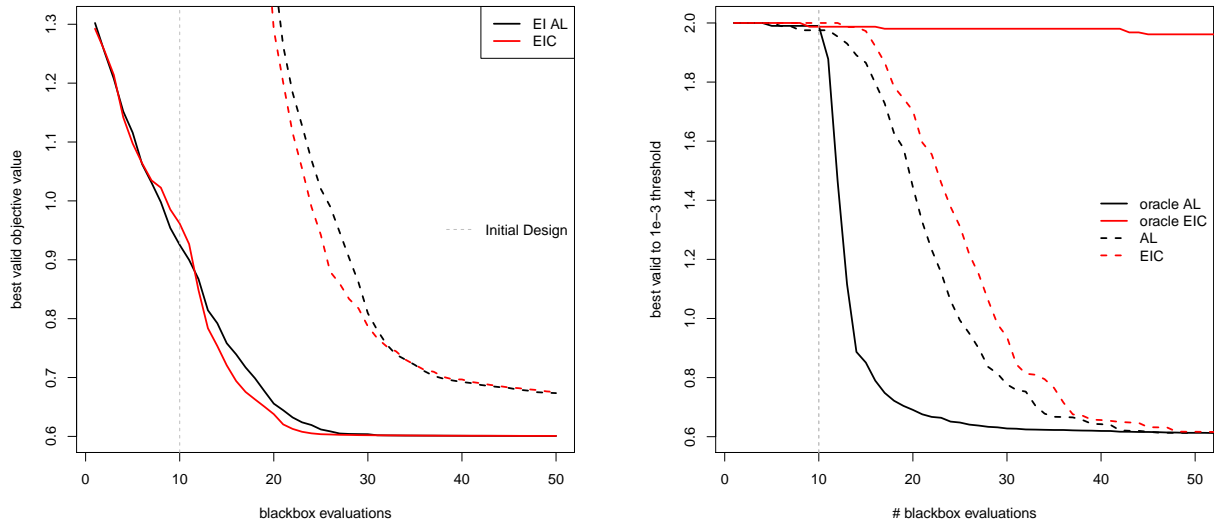 1.3
1.2
1.1
1.0
0.9
0.8
0.7
0.6
best valid objective value
EI AL
EIC
Initial Design
0
10
20
30
40
50
blackbox evaluations
2.0
1.8
1.6
1.4
1.2
1.0
0.8
0.6
best valid to 1e−3 threshold
oracle AL
oracle EIC
AL
EIC
0
10
20
30
40
50
# blackbox evaluations